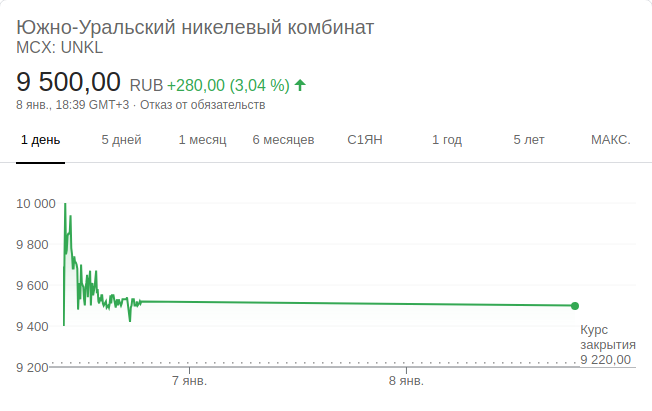 Южно-Уральский никелевый комбинат
MCX: UNKL
9 500,00 RUB +280,00 (3,04 %)
8 янв., 18:39 GMT+3 · Отказ от обязательств
1 день 5 дней 1 месяц 6 месяцев С1ЯН 1 год 5 лет МАКС.
10 000
9 800
9 600
9 400
Курс
закрытия
9 220,00
9 200
7 янв. 8 янв.